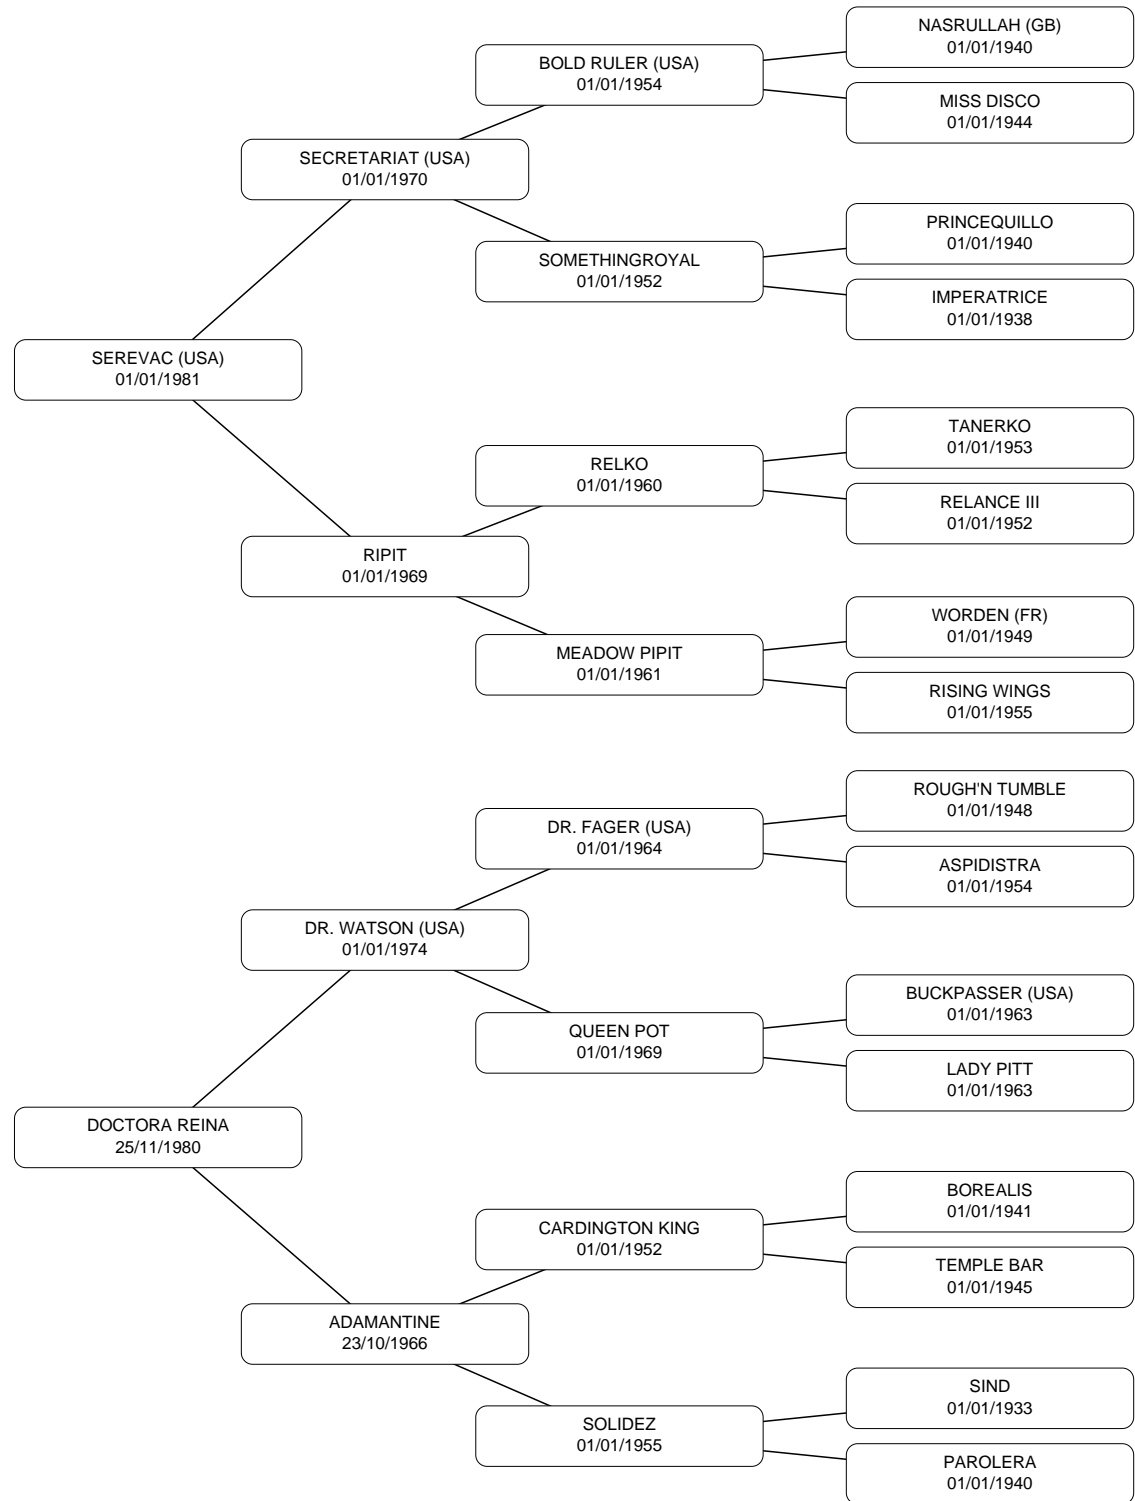 NASRULLAH (GB)
01/01/1940
BOLD RULER (USA)
01/01/1954
MISS DISCO
01/01/1944
SECRETARIAT (USA)
01/01/1970
PRINCEQUILLO
01/01/1940
SOMETHINGROYAL
01/01/1952
IMPERATRICE
01/01/1938
SEREVAC (USA)
01/01/1981
TANERKO
01/01/1953
RELKO
01/01/1960
RELANCE III
01/01/1952
RIPIT
01/01/1969
WORDEN (FR)
01/01/1949
MEADOW PIPIT
01/01/1961
RISING WINGS
01/01/1955
ROUGH'N TUMBLE
01/01/1948
DR. FAGER (USA)
01/01/1964
ASPIDISTRA
01/01/1954
DR. WATSON (USA)
01/01/1974
BUCKPASSER (USA)
01/01/1963
QUEEN POT
01/01/1969
LADY PITT
01/01/1963
DOCTORA REINA
25/11/1980
BOREALIS
01/01/1941
CARDINGTON KING
01/01/1952
TEMPLE BAR
01/01/1945
ADAMANTINE
23/10/1966
SIND
01/01/1933
SOLIDEZ
01/01/1955
PAROLERA
01/01/1940